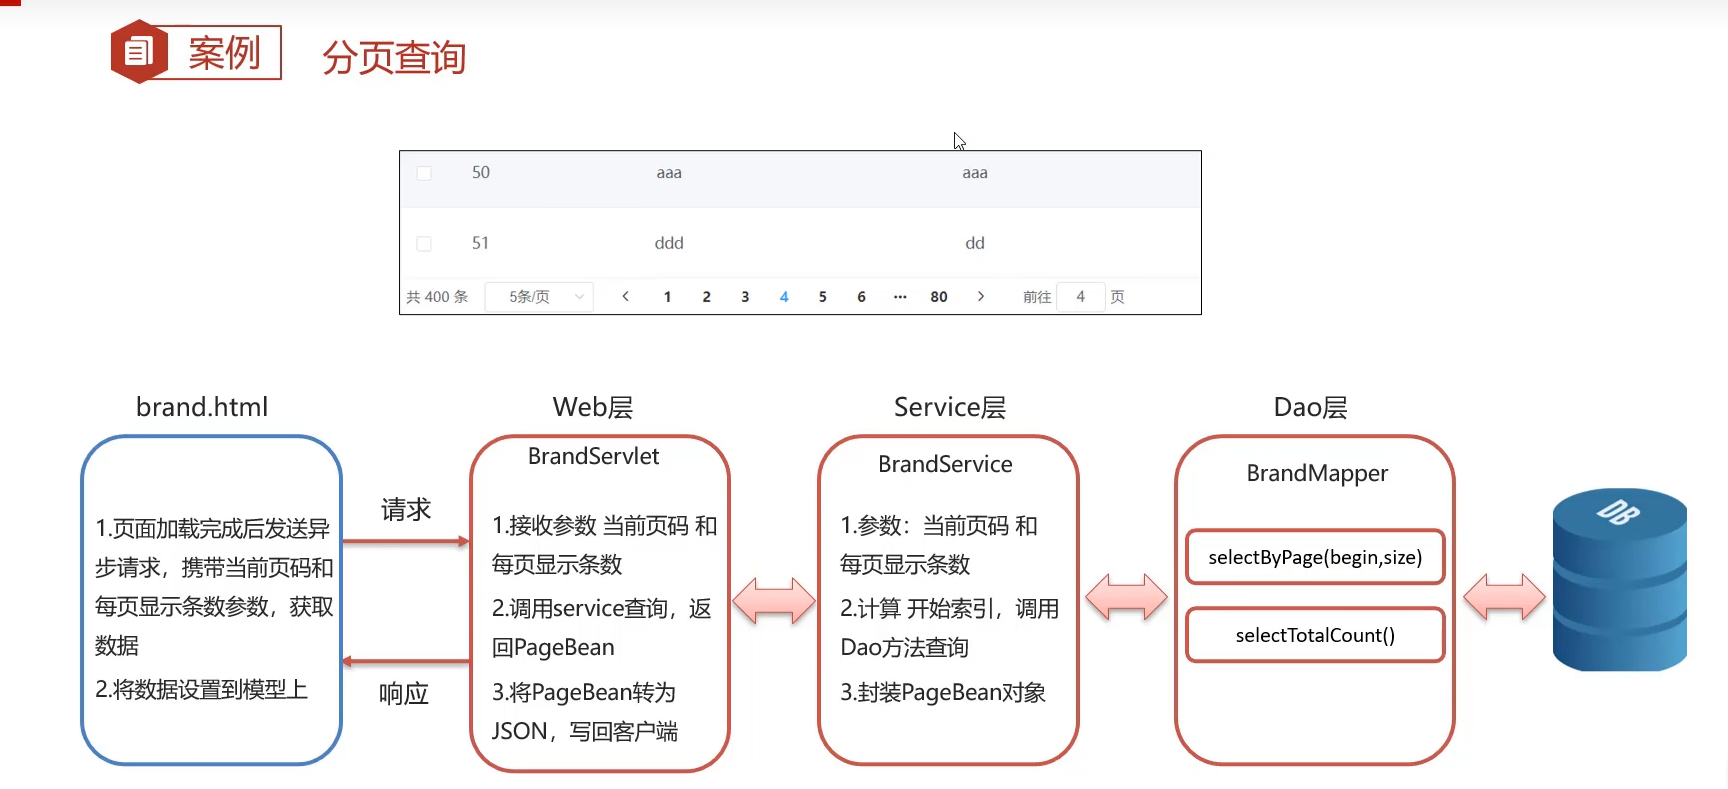 案例
分页查询
50 aaa aaa
51 ddd dd
共 400 条 5条/页 1 2 3 4 5 6 ··· 80 前往 4 页
brand.html
1.页面加载完成后发送异
步请求，携带当前页码和
每页显示条数参数，获取
数据
2.将数据设置到模型上
请求
响应
Web层
BrandServlet
1.接收参数 当前页码 和
每页显示条数
2.调用service查询，返
回PageBean
3.将PageBean转为
JSON，写回客户端
Service层
BrandService
1.参数：当前页码 和
每页显示条数
2.计算 开始索引，调用
Dao方法查询
3.封装PageBean对象
Dao层
BrandMapper
selectByPage(begin,size)
selectTotalCount()
DB